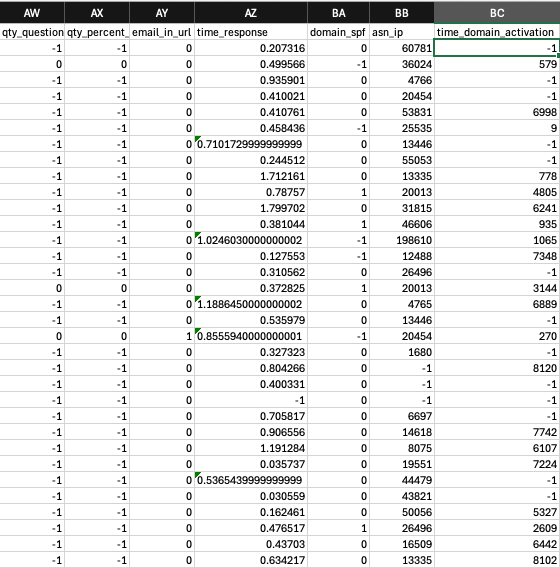 AW AX AY AZ BA BB BC
qty_question qty_percent_ email_in_url time_response domain_spf asn_ip time_domain_activation
-1 -1 0 0.207316 0 60781 -1
0 0 0 0.499566 -1 36024 579
-1 -1 0 0.935901 0 4766 -1
-1 -1 0 0.410021 0 20454 -1
-1 -1 0 0.410761 0 53831 6998
-1 -1 0 0.458436 -1 25535 9
-1 -1 0 0.7101729999999999 0 13446 -1
-1 -1 0 0.244512 0 55053 -1
-1 -1 0 1.712161 0 13335 778
-1 -1 0 0.78757 1 20013 4805
-1 -1 0 1.799702 0 31815 6241
-1 -1 0 0.381044 1 46606 935
-1 -1 0 1.0246030000000002 -1 198610 1065
-1 -1 0 0.127553 -1 12488 7348
-1 -1 0 0.310562 0 26496 -1
0 0 0 0.372825 1 20013 3144
-1 -1 0 1.1886450000000002 0 4765 6889
-1 -1 0 0.535979 0 13446 -1
0 0 1 0.8555940000000001 -1 20454 270
-1 -1 0 0.327323 0 1680 -1
-1 -1 0 0.804266 0 -1 8120
-1 -1 0 0.400331 0 -1 -1
-1 -1 0 -1 0 -1 -1
-1 -1 0 0.705817 0 6697 -1
-1 -1 0 0.906556 0 14618 7742
-1 -1 0 1.191284 0 8075 6107
-1 -1 0 0.035737 0 19551 7224
-1 -1 0 0.5365439999999999 0 44479 -1
-1 -1 0 0.030559 0 43821 -1
-1 -1 0 0.162461 0 50056 5327
-1 -1 0 0.476517 1 26496 2609
-1 -1 0 0.43703 0 16509 6442
-1 -1 0 0.634217 0 13335 8102